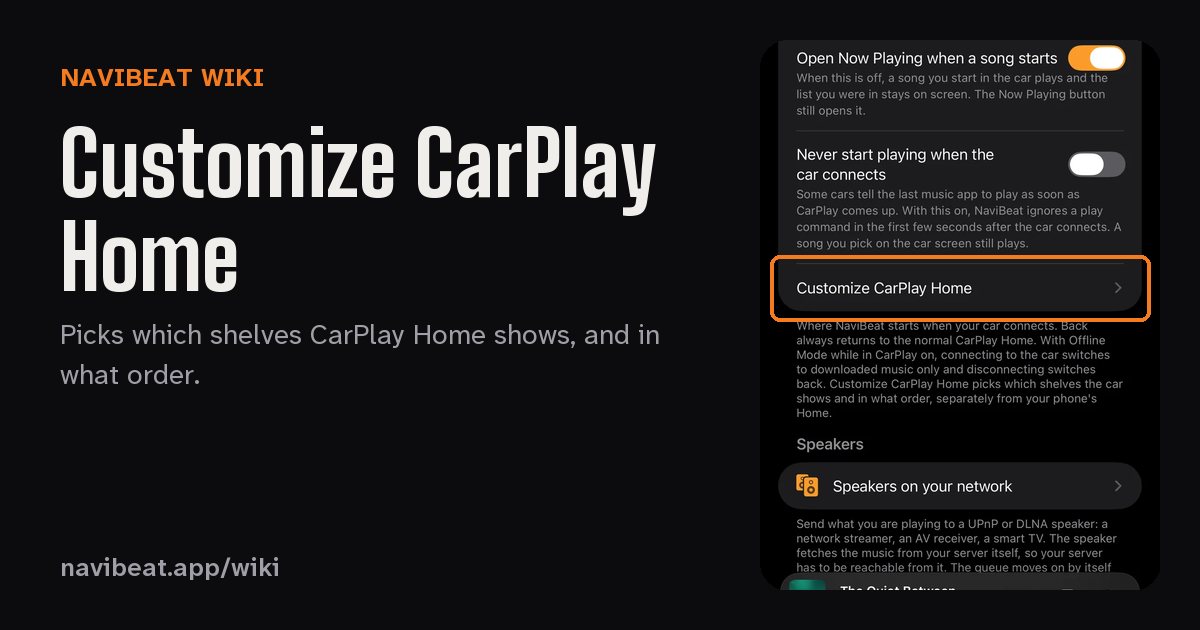 NAVIBEAT WIKI
Customize CarPlay
Home
Picks which shelves CarPlay Home shows, and in
what order.
navibeat.app/wiki
Open Now Playing when a song starts
When this is off, a song you start in the car plays and the
list you were in stays on screen. The Now Playing button
still opens it.
Never start playing when the
car connects
Some cars tell the last music app to play as soon as
CarPlay comes up. With this on, NaviBeat ignores a play
command in the first few seconds after the car connects. A
song you pick on the car screen still plays.
Customize CarPlay Home
Where NaviBeat starts when your car connects. Back
always returns to the normal CarPlay Home. With Offline
Mode while in CarPlay on, connecting to the car switches
to downloaded music only and disconnecting switches
back. Customize CarPlay Home picks which shelves the car
shows and in what order, separately from your phone's
Home.
Speakers
Speakers on your network
Send what you are playing to a UPnP or DLNA speaker: a
network streamer, an AV receiver, a smart TV. The speaker
fetches the music from your server itself, so your server
has to be reachable from it. The queue moves on by itself
The Quiet Between